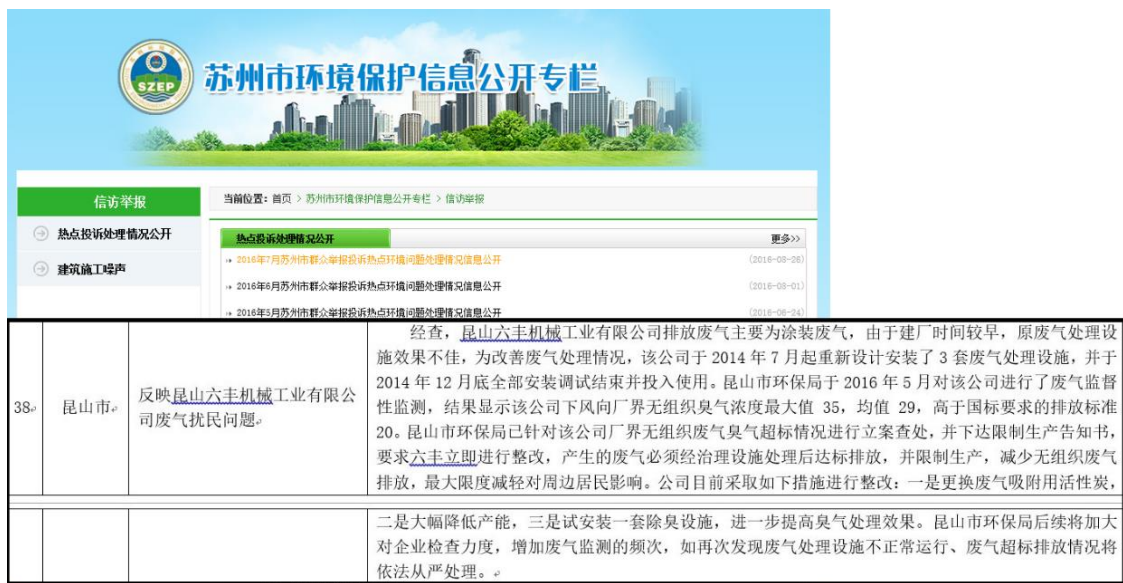 SZEP
苏州市环境保护信息公开专栏
信访举报
当前位置：首页 > 苏州市环境保护信息公开专栏 > 信访举报
热点投诉处理情况公开
建筑施工噪声
热点投诉处理情况公开 更多>>
2016年7月苏州市群众举报投诉热点环境问题处理情况信息公开 (2016-08-26)
2016年6月苏州市群众举报投诉热点环境问题处理情况信息公开 (2016-08-01)
2016年5月苏州市群众举报投诉热点环境问题处理情况信息公开 (2016-06-24)
38
昆山市
反映昆山六丰机械工业有限公
司废气扰民问题
经查，昆山六丰机械工业有限公司排放废气主要为涂装废气，由于建厂时间较早，原废气处理设
施效果不佳，为改善废气处理情况，该公司于 2014 年 7 月起重新设计安装了 3 套废气处理设施，并于
2014 年 12 月底全部安装调试结束并投入使用。昆山市环保局于 2016 年 5 月对该公司进行了废气监督
性监测，结果显示该公司下风向厂界无组织臭气浓度最大值 35，均值 29，高于国标要求的排放标准
20。昆山市环保局已针对该公司厂界无组织废气臭气超标情况进行立案查处，并下达限制生产告知书，
要求六丰立即进行整改，产生的废气必须经治理设施处理后达标排放，并限制生产，减少无组织废气
排放，最大限度减轻对周边居民影响。公司目前采取如下措施进行整改：一是更换废气吸附用活性炭，
二是大幅降低产能，三是试安装一套除臭设施，进一步提高臭气处理效果。昆山市环保局后续将加大
对企业检查力度，增加废气监测的频次，如再次发现废气处理设施不正常运行、废气超标排放情况将
依法从严处理。